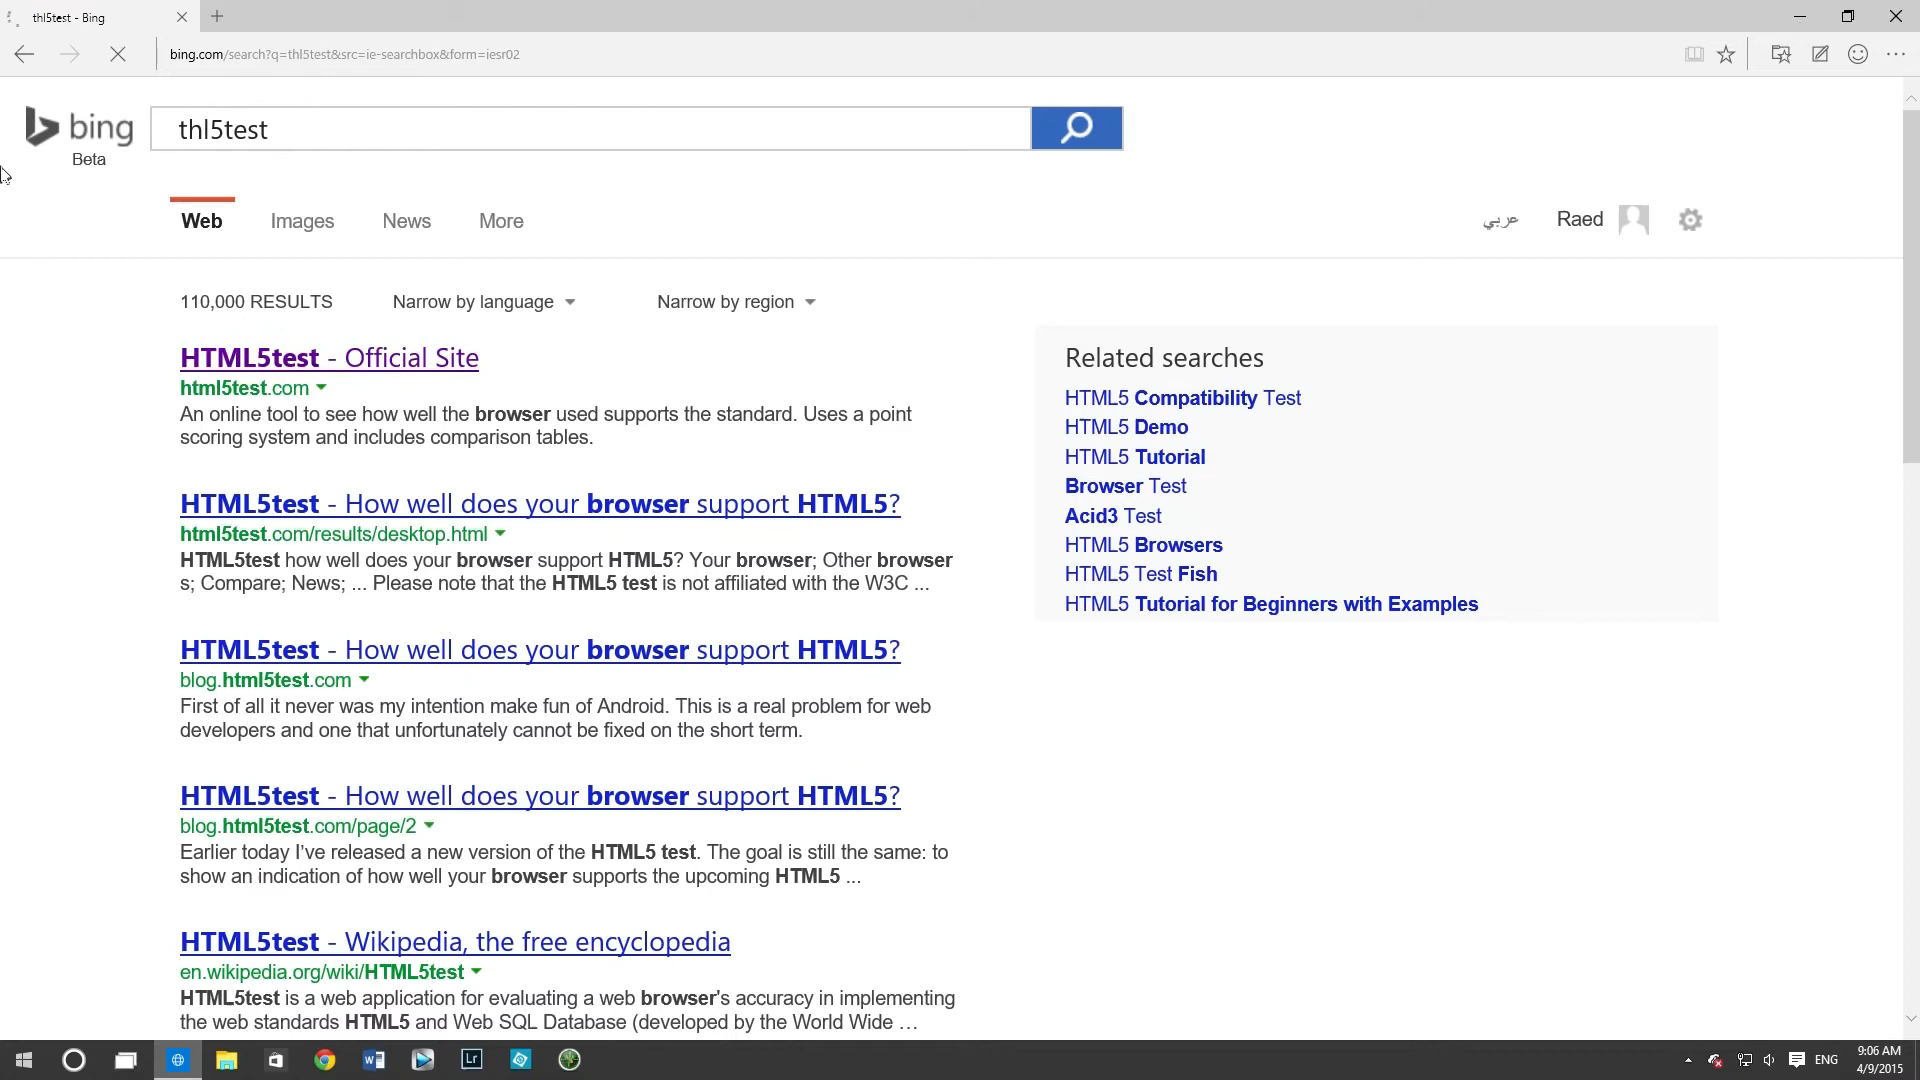 thl5test - Bing
bing.com/search?q=thl5test&src=ie-searchbox&form=iesr02
bing
Beta
thl5test
Web
Images
News
More
عربي
Raed
110,000 RESULTS
Narrow by language
Narrow by region
HTML5test - Official Site
html5test.com
An online tool to see how well the browser used supports the standard. Uses a point
scoring system and includes comparison tables.
HTML5test - How well does your browser support HTML5?
html5test.com/results/desktop.html
HTML5test how well does your browser support HTML5? Your browser; Other browser
s; Compare; News; ... Please note that the HTML5 test is not affiliated with the W3C ...
HTML5test - How well does your browser support HTML5?
blog.html5test.com
First of all it never was my intention make fun of Android. This is a real problem for web
developers and one that unfortunately cannot be fixed on the short term.
HTML5test - How well does your browser support HTML5?
blog.html5test.com/page/2
Earlier today I've released a new version of the HTML5 test. The goal is still the same: to
show an indication of how well your browser supports the upcoming HTML5 ...
HTML5test - Wikipedia, the free encyclopedia
en.wikipedia.org/wiki/HTML5test
HTML5test is a web application for evaluating a web browser's accuracy in implementing
the web standards HTML5 and Web SQL Database (developed by the World Wide ...
Related searches
HTML5 Compatibility Test
HTML5 Demo
HTML5 Tutorial
Browser Test
Acid3 Test
HTML5 Browsers
HTML5 Test Fish
HTML5 Tutorial for Beginners with Examples
Lr
ENG
9:06 AM
4/9/2015